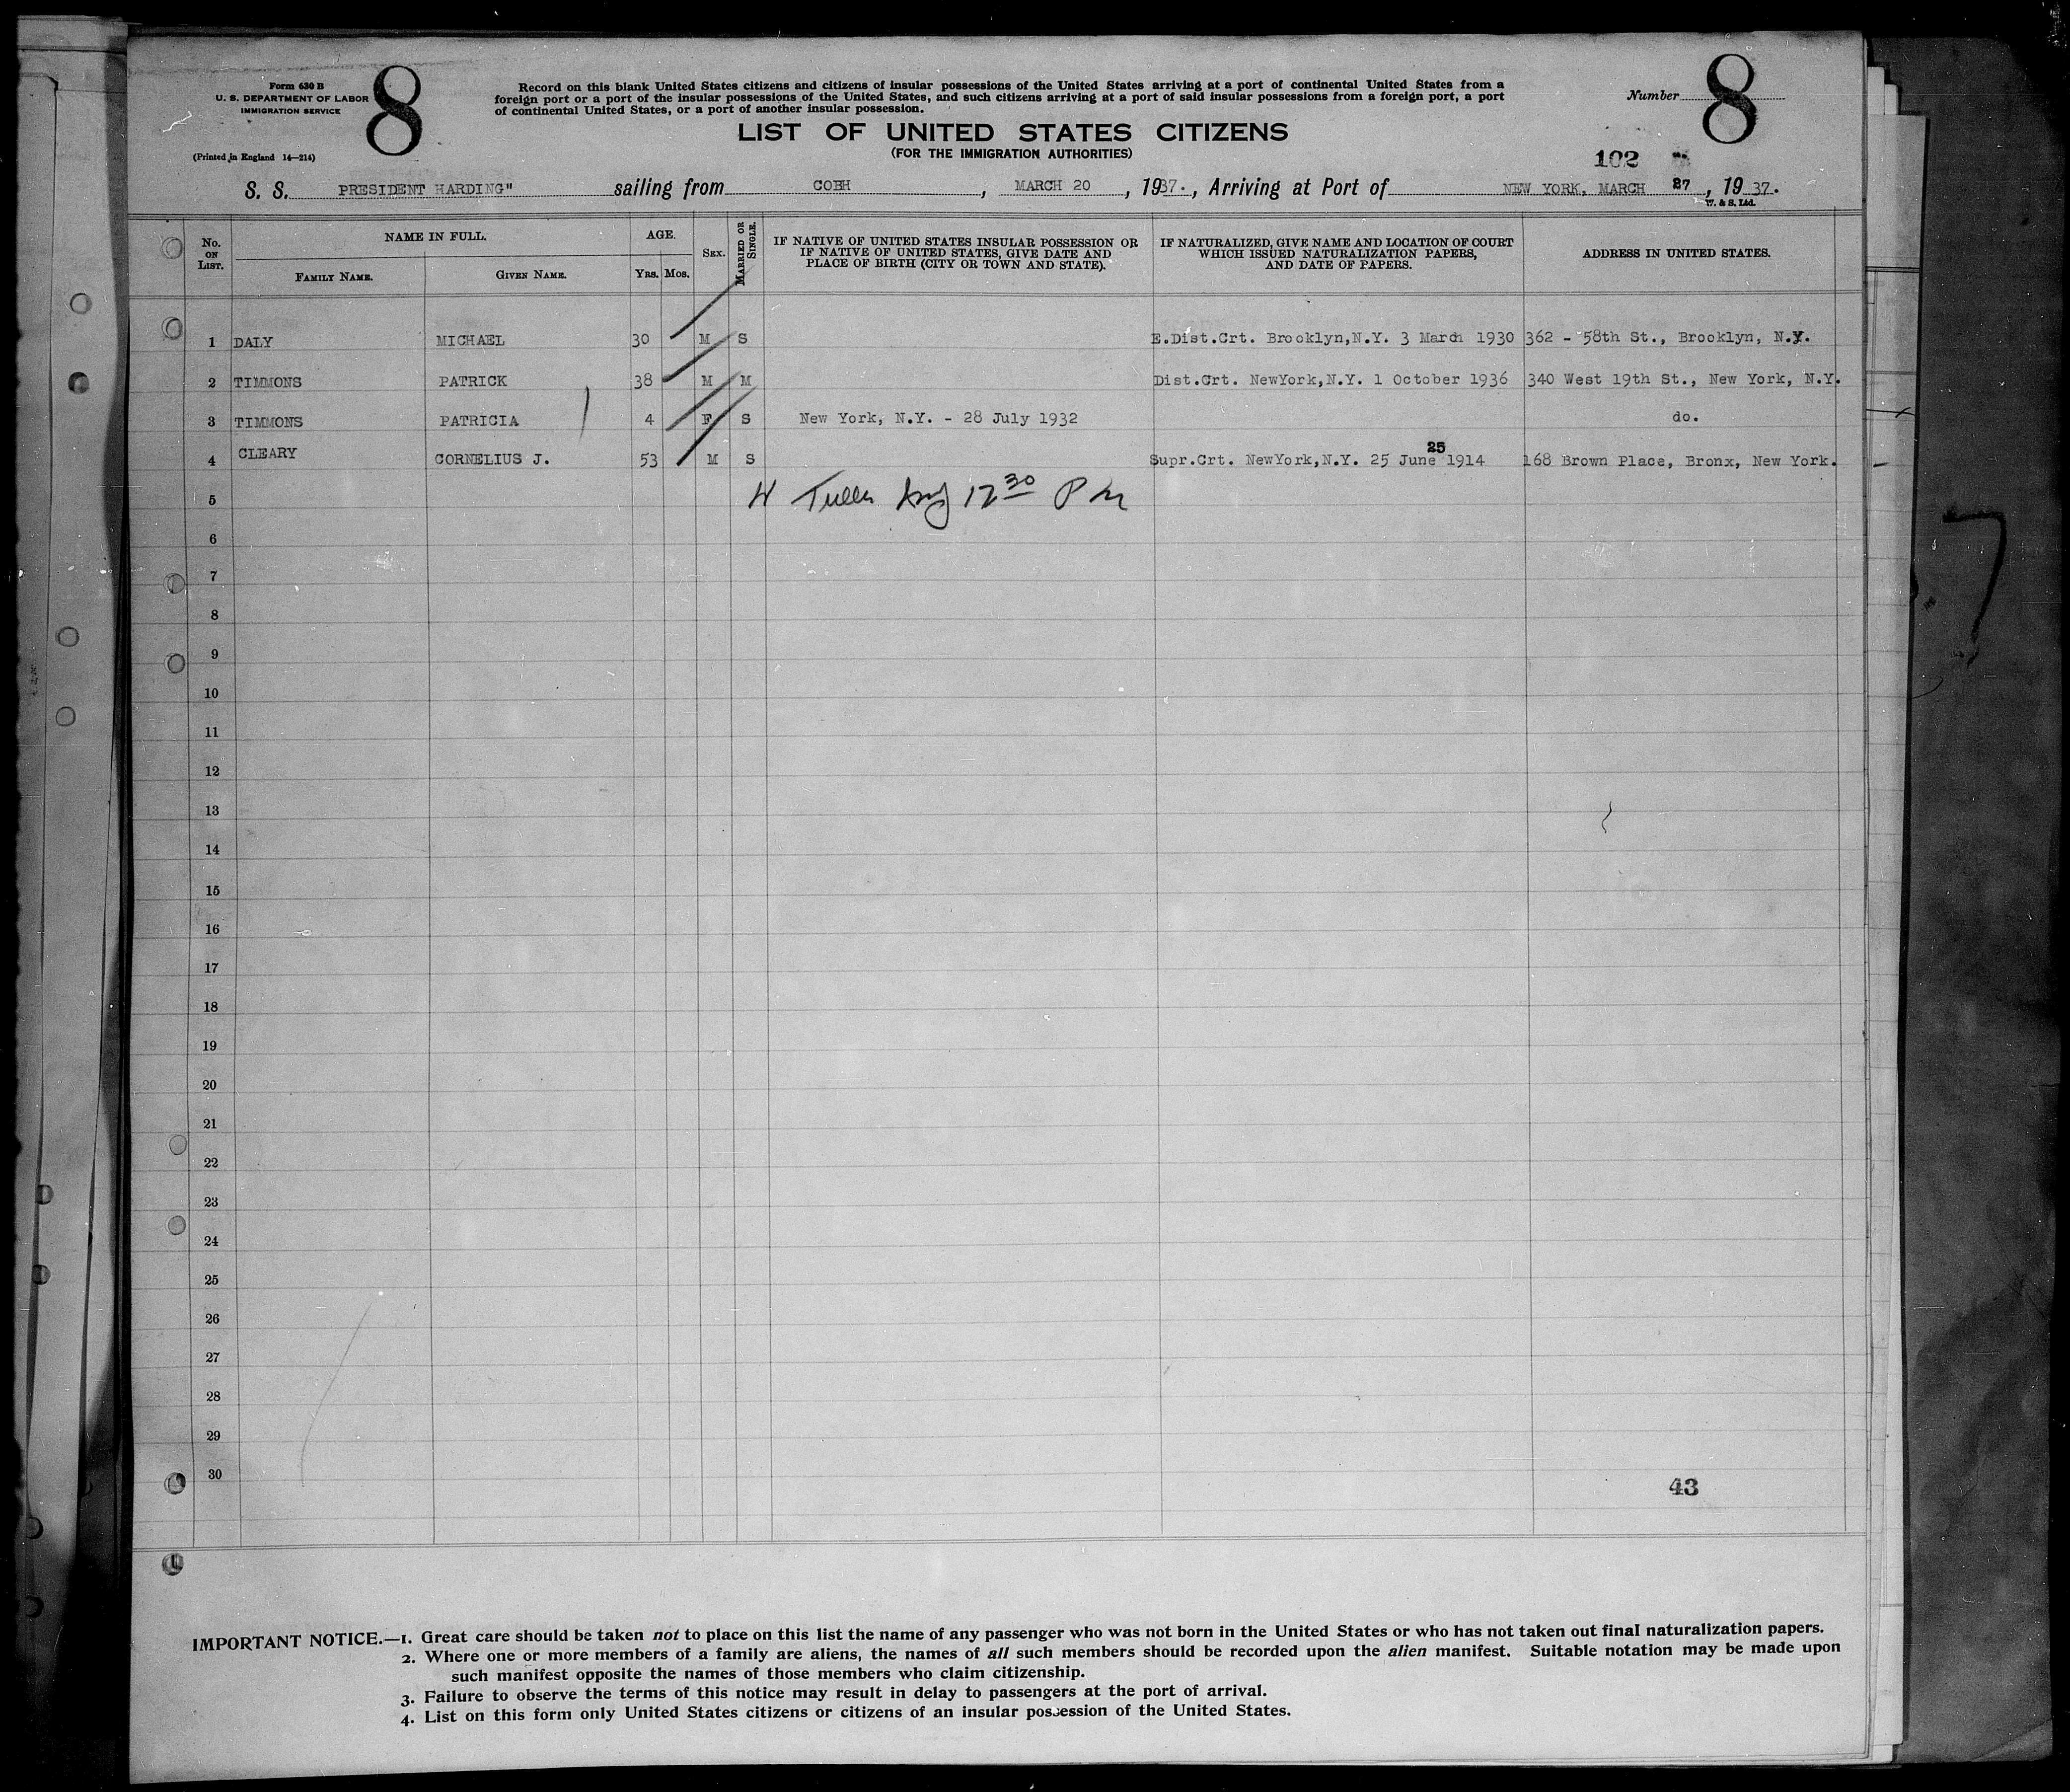 Form 630 B
U. S. DEPARTMENT OF LABOR
IMMIGRATION SERVICE
8
Record on this blank United States citizens and citizens of insular possessions of the United States arriving at a port of continental United States from a
foreign port or a port of the insular possessions of the United States, and such citizens arriving at a port of said insular possessions from a foreign port, a port
of continental United States, or a port of another insular possession.
Number 8
LIST OF UNITED STATES CITIZENS
(FOR THE IMMIGRATION AUTHORITIES)
(Printed in England 14—214)
102
S. S. PRESIDENT HARDING" sailing from COBH, MARCH 20, 1937., Arriving at Port of NEW YORK, MARCH 27, 19 37.
W. & S. Ltd.
No. ON LIST.
NAME IN FULL.
FAMILY NAME.
GIVEN NAME.
AGE.
YRS. MOS.
SEX.
MARRIED OR SINGLE.
IF NATIVE OF UNITED STATES INSULAR POSSESSION OR
IF NATIVE OF UNITED STATES, GIVE DATE AND
PLACE OF BIRTH (CITY OR TOWN AND STATE).
IF NATURALIZED, GIVE NAME AND LOCATION OF COURT
WHICH ISSUED NATURALIZATION PAPERS,
AND DATE OF PAPERS.
ADDRESS IN UNITED STATES.
1 DALY MICHAEL 30 M S E.Dist.Crt. Brooklyn,N.Y. 3 March 1930 362 - 58th St., Brooklyn, N.Y.
2 TIMMONS PATRICK 38 M M Dist.Crt. NewYork,N.Y. 1 October 1936 340 West 19th St., New York, N.Y.
3 TIMMONS PATRICIA 4 F S New York, N.Y. - 28 July 1932 do.
25
4 CLEARY CORNELIUS J. 53 M S Supr.Crt. NewYork,N.Y. 25 June 1914 168 Brown Place, Bronx, New York.
5 12 30 P M
6
7
8
9
10
11
12
13
14
15
16
17
18
19
20
21
22
23
24
25
26
27
28
29
30
43
IMPORTANT NOTICE.—1. Great care should be taken not to place on this list the name of any passenger who was not born in the United States or who has not taken out final naturalization papers.
2. Where one or more members of a family are aliens, the names of all such members should be recorded upon the alien manifest. Suitable notation may be made upon
such manifest opposite the names of those members who claim citizenship.
3. Failure to observe the terms of this notice may result in delay to passengers at the port of arrival.
4. List on this form only United States citizens or citizens of an insular possession of the United States.